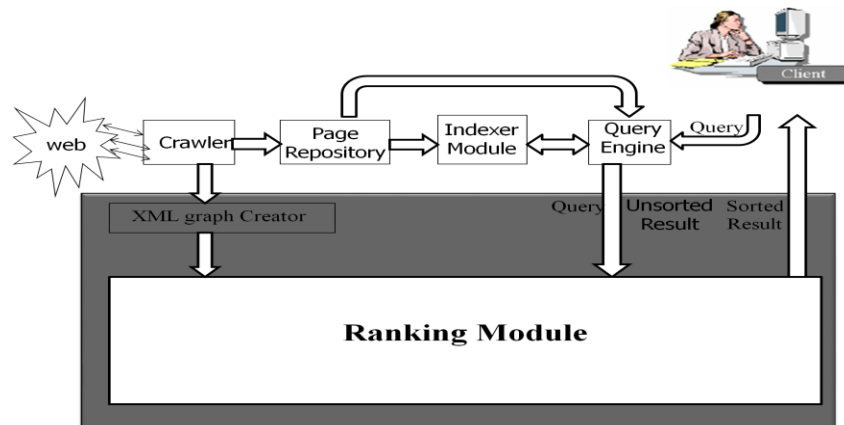 Client
web
Crawler
Page
Repository
Indexer
Module
Query
Engine
Query
XML graph Creator
Query
Unsorted
Result
Sorted
Result
Ranking Module